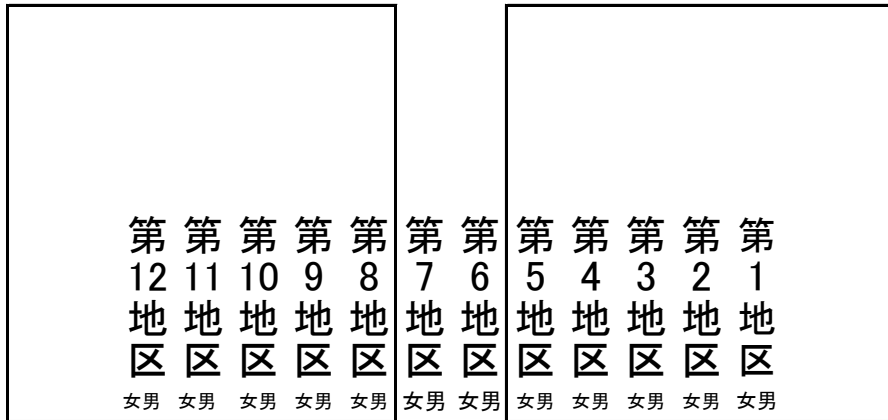 第1地区
第2地区
第3地区
第4地区
第5地区
第6地区
第7地区
第8地区
第9地区
第10地区
第11地区
第12地区
女男 女男 女男 女男 女男 女男 女男 女男 女男 女男 女男 女男